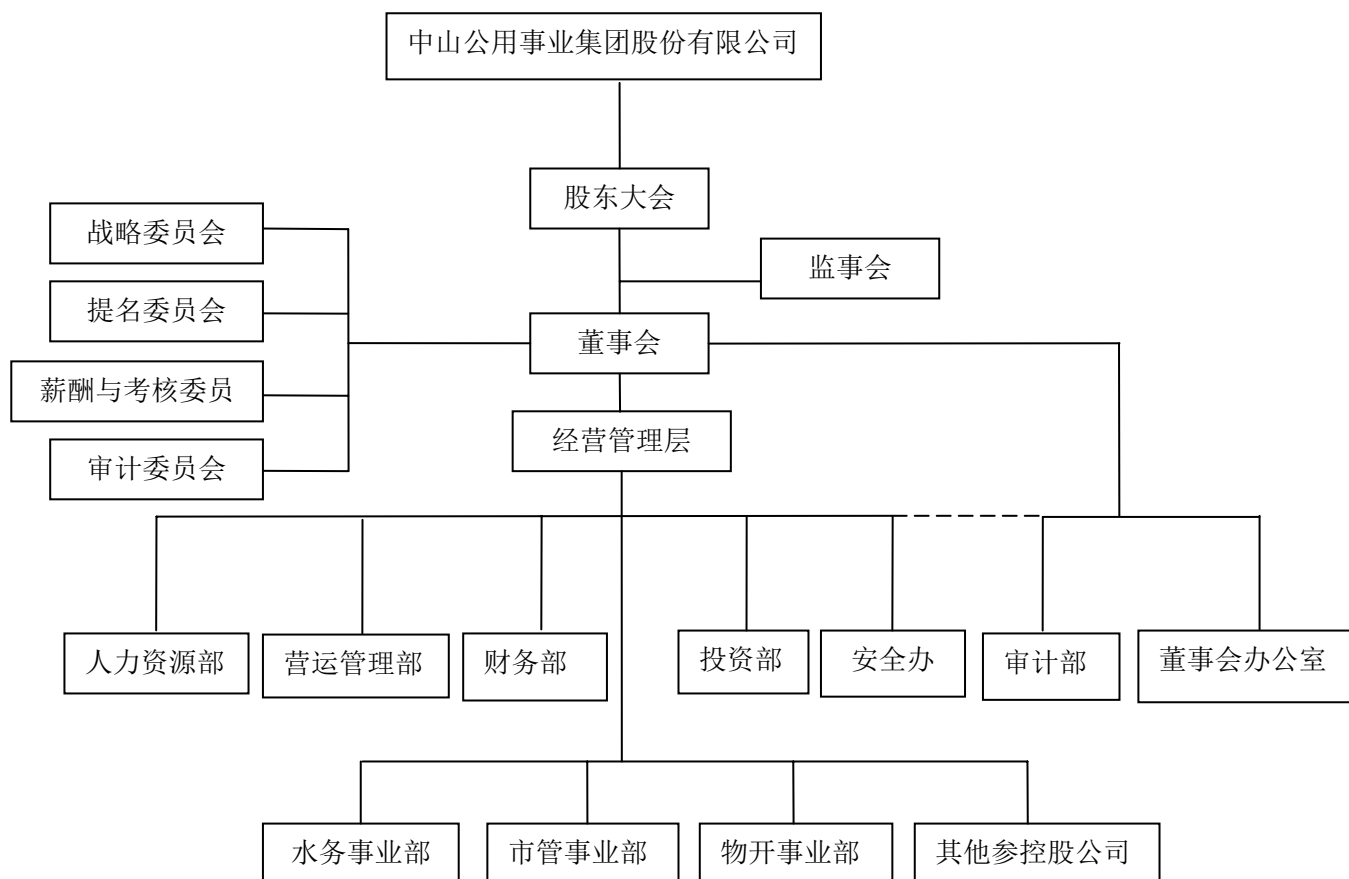 中山公用事业集团股份有限公司
股东大会
战略委员会
监事会
提名委员会
董事会
薪酬与考核委员
经营管理层
审计委员会
人力资源部
营运管理部
财务部
投资部
安全办
审计部
董事会办公室
水务事业部
市管事业部
物开事业部
其他参控股公司